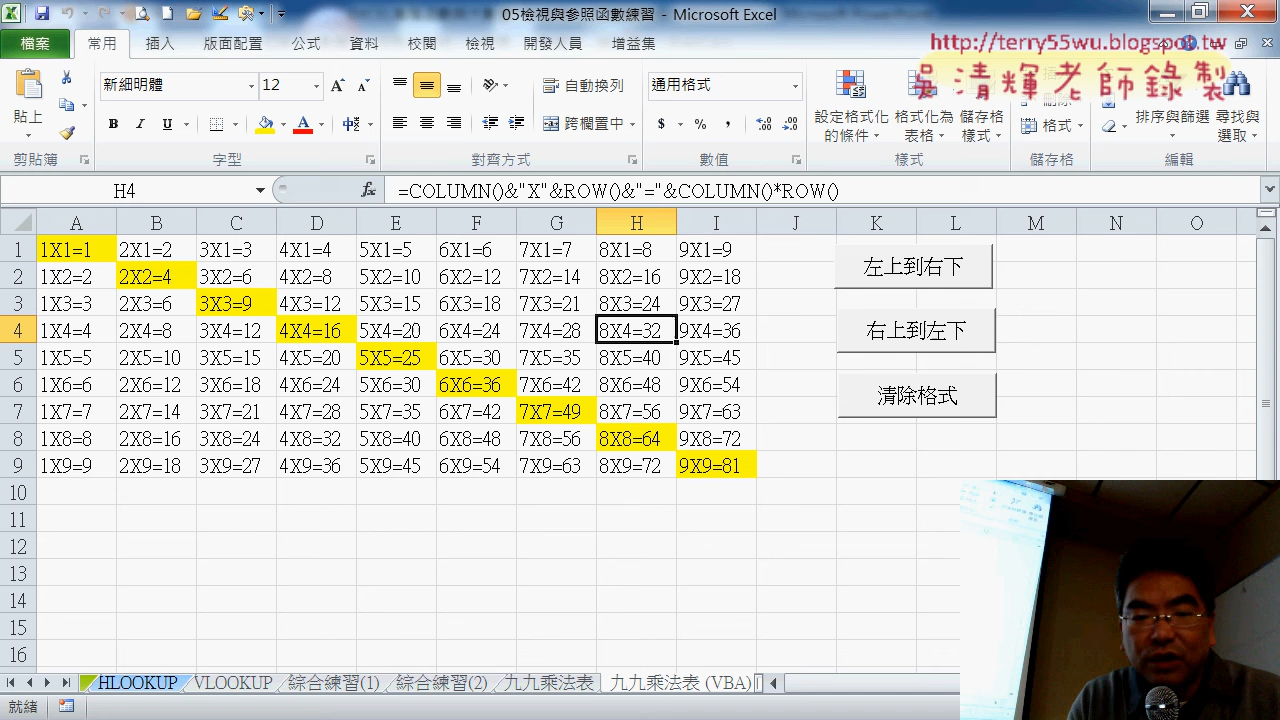 05檢視與參照函數練習 - Microsoft Excel
檔案 常用 插入 版面配置 公式 資料 校閱 檢視 開發人員 增益集
http://terry55wu.blogspot.tw
吳清輝老師錄製
新細明體 12 自動換列 通用格式
貼上 B I U 跨欄置中 $ % , 設定格式化的條件 格式化為表格 儲存格樣式 格式 排序與篩選 尋找與選取
剪貼簿 字型 對齊方式 數值 樣式 儲存格 編輯
H4 fx =COLUMN()&"X"&ROW()&"="&COLUMN()*ROW()
A B C D E F G H I J K L M N O
1 1X1=1 2X1=2 3X1=3 4X1=4 5X1=5 6X1=6 7X1=7 8X1=8 9X1=9
2 1X2=2 2X2=4 3X2=6 4X2=8 5X2=10 6X2=12 7X2=14 8X2=16 9X2=18
3 1X3=3 2X3=6 3X3=9 4X3=12 5X3=15 6X3=18 7X3=21 8X3=24 9X3=27
4 1X4=4 2X4=8 3X4=12 4X4=16 5X4=20 6X4=24 7X4=28 8X4=32 9X4=36
5 1X5=5 2X5=10 3X5=15 4X5=20 5X5=25 6X5=30 7X5=35 8X5=40 9X5=45
6 1X6=6 2X6=12 3X6=18 4X6=24 5X6=30 6X6=36 7X6=42 8X6=48 9X6=54
7 1X7=7 2X7=14 3X7=21 4X7=28 5X7=35 6X7=42 7X7=49 8X7=56 9X7=63
8 1X8=8 2X8=16 3X8=24 4X8=32 5X8=40 6X8=48 7X8=56 8X8=64 9X8=72
9 1X9=9 2X9=18 3X9=27 4X9=36 5X9=45 6X9=54 7X9=63 8X9=72 9X9=81
左上到右下
右上到左下
清除格式
10
11
12
13
14
15
16
HLOOKUP VLOOKUP 綜合練習(1) 綜合練習(2) 九九乘法表 九九乘法表 (VBA)
就緒